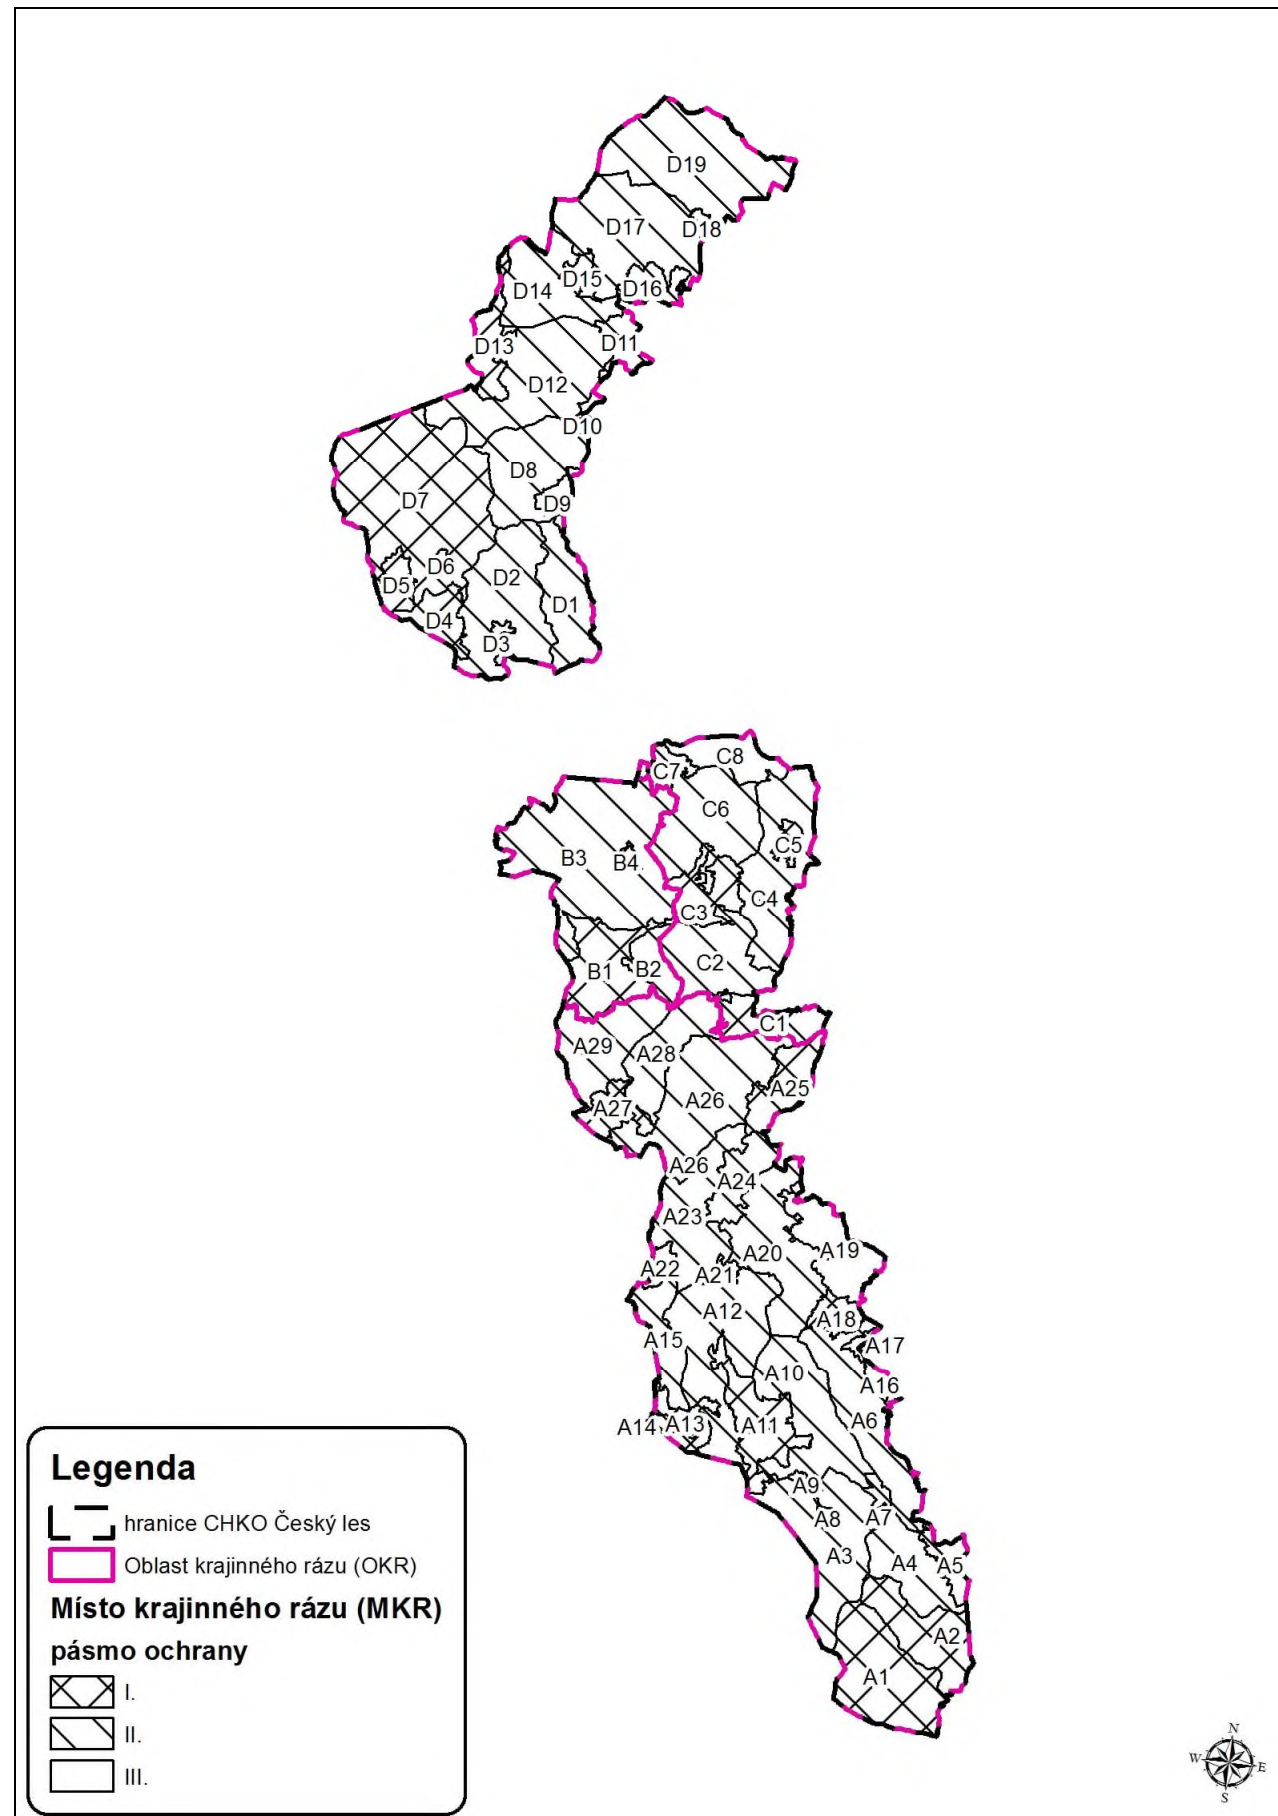 D19
D17
D18
D15
D14
D16
D13
D11
D12
D10
D8
D7
D9
D6
D5
D2
D4
D1
D3
C8
C7
C6
C5
B3
B4
C4
C3
B1
B2
C2
C1
A29
A28
A25
A26
A27
A26
A24
A23
A20
A19
A22
A21
A12
A18
A15
A17
A10
A16
A14
A13
A11
A6
A9
A8
A7
A3
A4
A5
A2
A1
Legenda
hranice CHKO Český les
Oblast krajinného rázu (OKR)
Místo krajinného rázu (MKR)
pásmo ochrany
I.
II.
III.
N
W
E
S